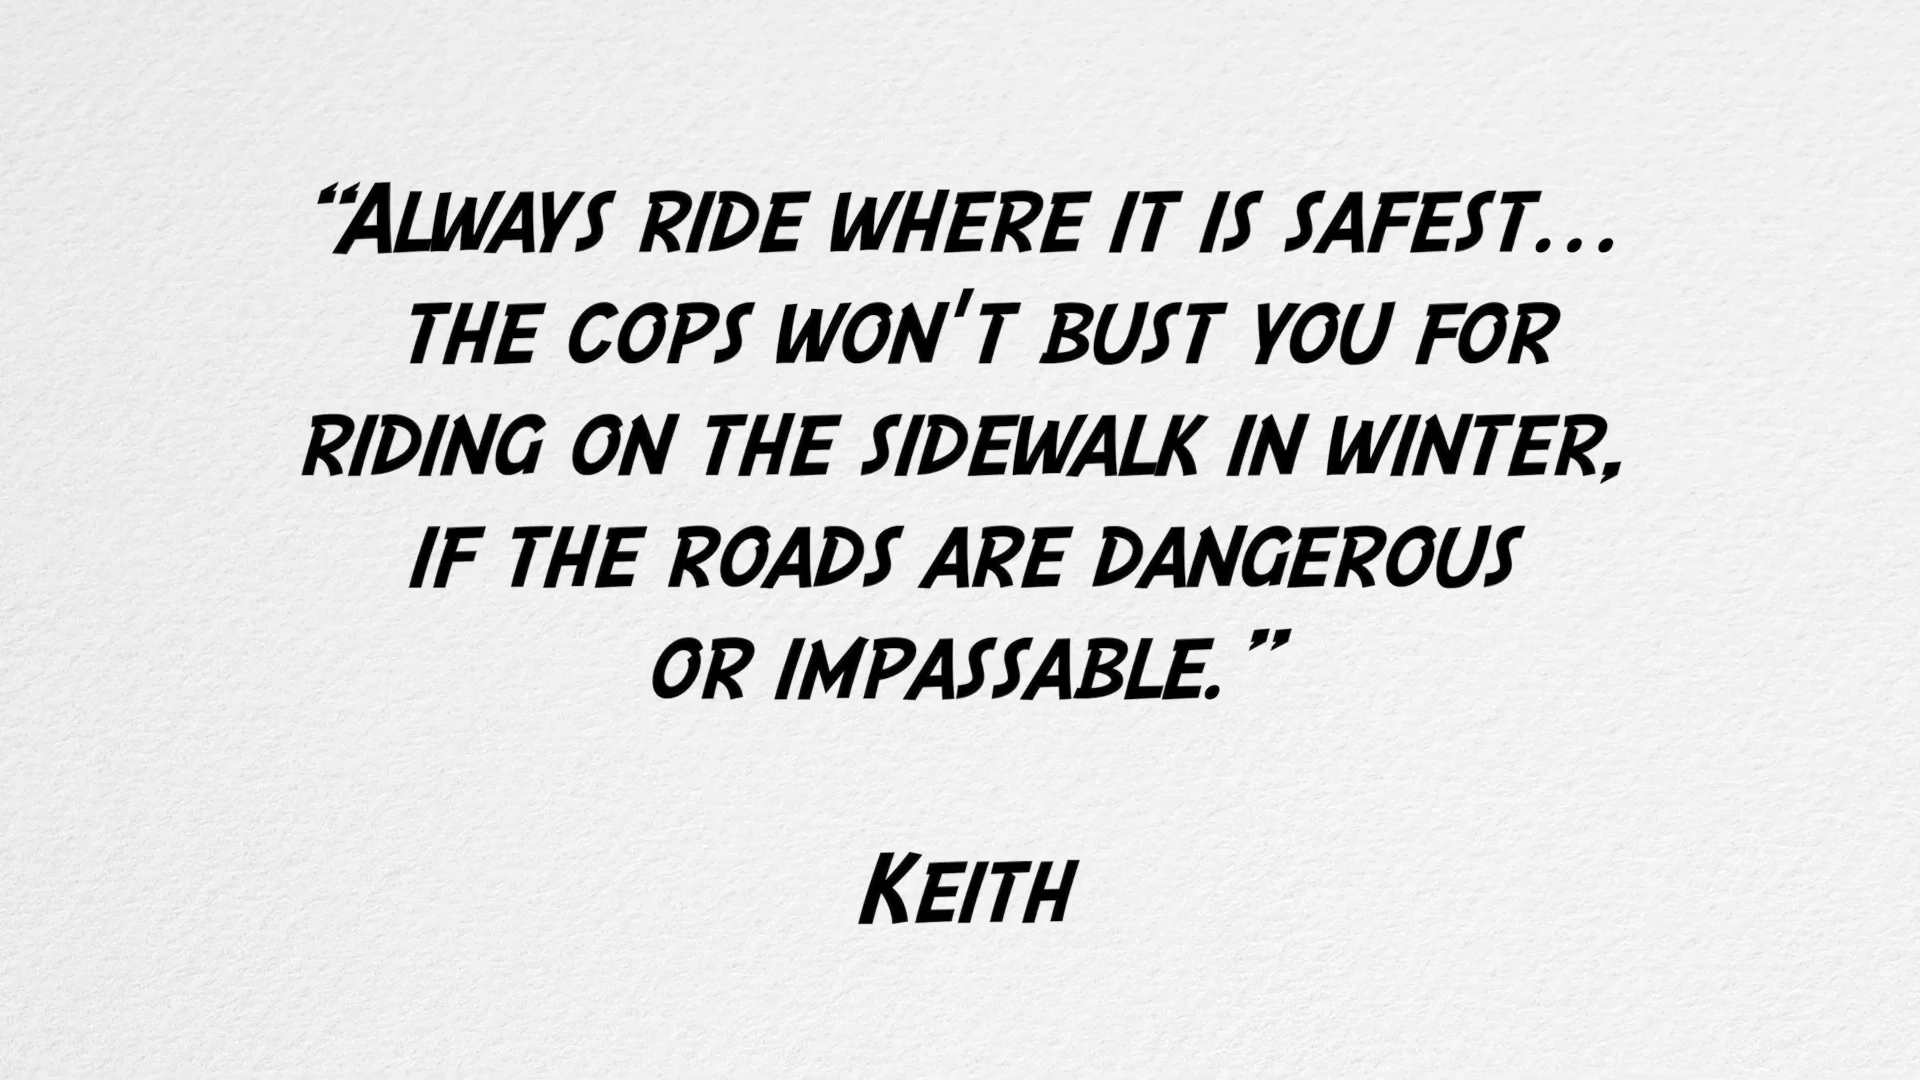 “Always ride where it is safest...
the cops won't bust you for
riding on the sidewalk in winter,
if the roads are dangerous
or impassable.”
Keith